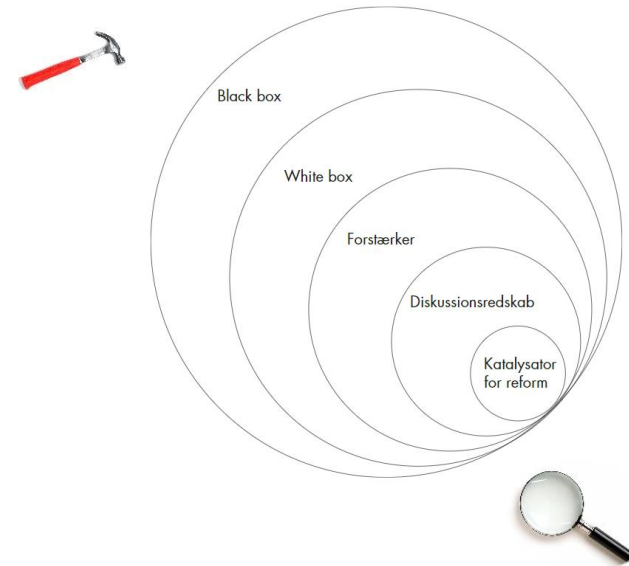 Black box
White box
Forstærker
Diskussionsredskab
Katalysator
for reform